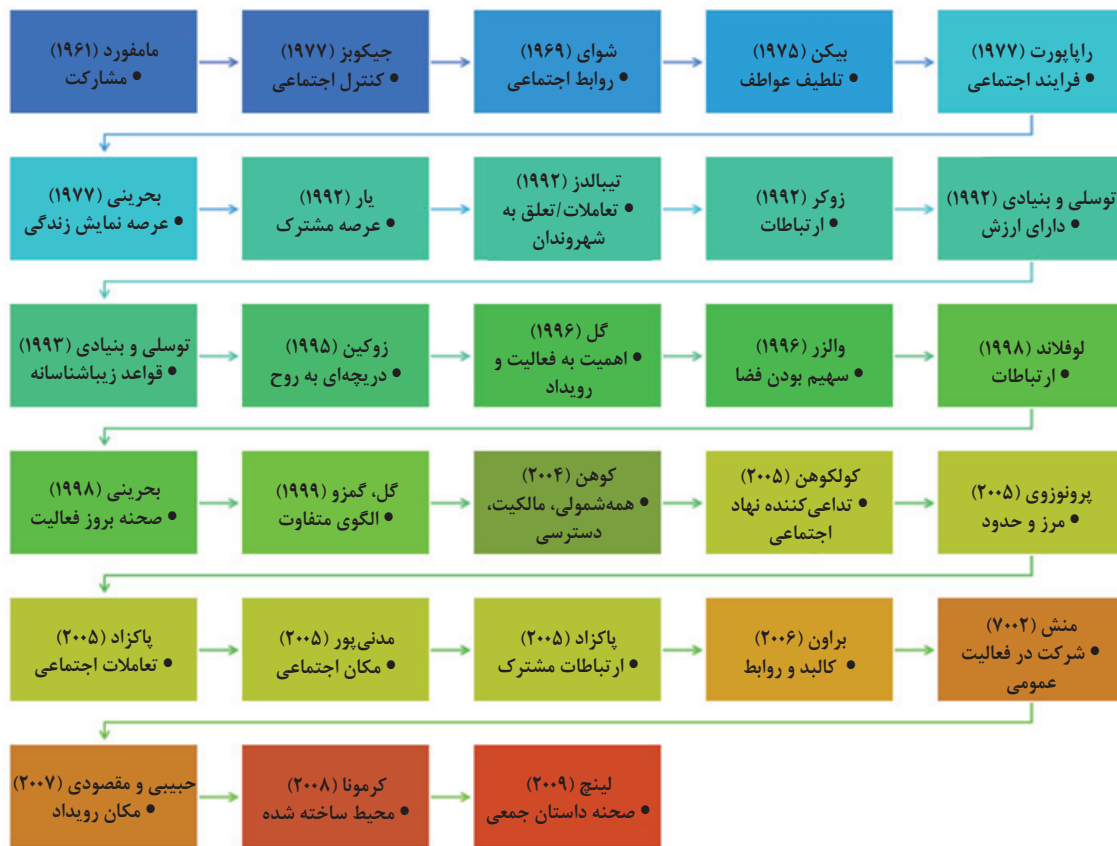 مامفورد (۱۹۶۱)
• مشارکت
جیکوبز (۱۹۷۷)
• کنترل اجتماعی
شوای (۱۹۶۹)
• روابط اجتماعی
بیکن (۱۹۷۵)
• تلطیف عواطف
راپاپورت (۱۹۷۷)
• فرایند اجتماعی
بحرینی (۱۹۷۷)
• عرصه نمایش زندگی
یار (۱۹۹۲)
• عرصه مشترک
تیبالدز (۱۹۹۲)
• تعاملات/تعلق به
شهروندان
زوکر (۱۹۹۲)
• ارتباطات
توسلی و بنیادی (۱۹۹۲)
• دارای ارزش
توسلی و بنیادی (۱۹۹۳)
• قواعد زیباشناسانه
زوکین (۱۹۹۵)
• دریچه‌ای به روح
گل (۱۹۹۶)
• اهمیت به فعالیت و
رویداد
والزر (۱۹۹۶)
• سهیم بودن فضا
لوفلاند (۱۹۹۸)
• ارتباطات
بحرینی (۱۹۹۸)
• صحنه بروز فعالیت
گل، گمزو (۱۹۹۹)
• الگوی متفاوت
کوهن (۲۰۰۴)
• همه‌شمولی، مالکیت،
دسترسی
کولکوهن (۲۰۰۵)
• تداعی‌کننده نهاد
اجتماعی
پرونوزوی (۲۰۰۵)
• مرز و حدود
پاکزاد (۲۰۰۵)
• تعاملات اجتماعی
مدنی‌پور (۲۰۰۵)
• مکان اجتماعی
پاکزاد (۲۰۰۵)
• ارتباطات مشترک
براون (۲۰۰۶)
• کالبد و روابط
منش (۷۰۰۲)
• شرکت در فعالیت
عمومی
حبیبی و مقصودی (۲۰۰۷)
• مکان رویداد
کرمونا (۲۰۰۸)
• محیط ساخته شده
لینچ (۲۰۰۹)
• صحنه داستان جمعی